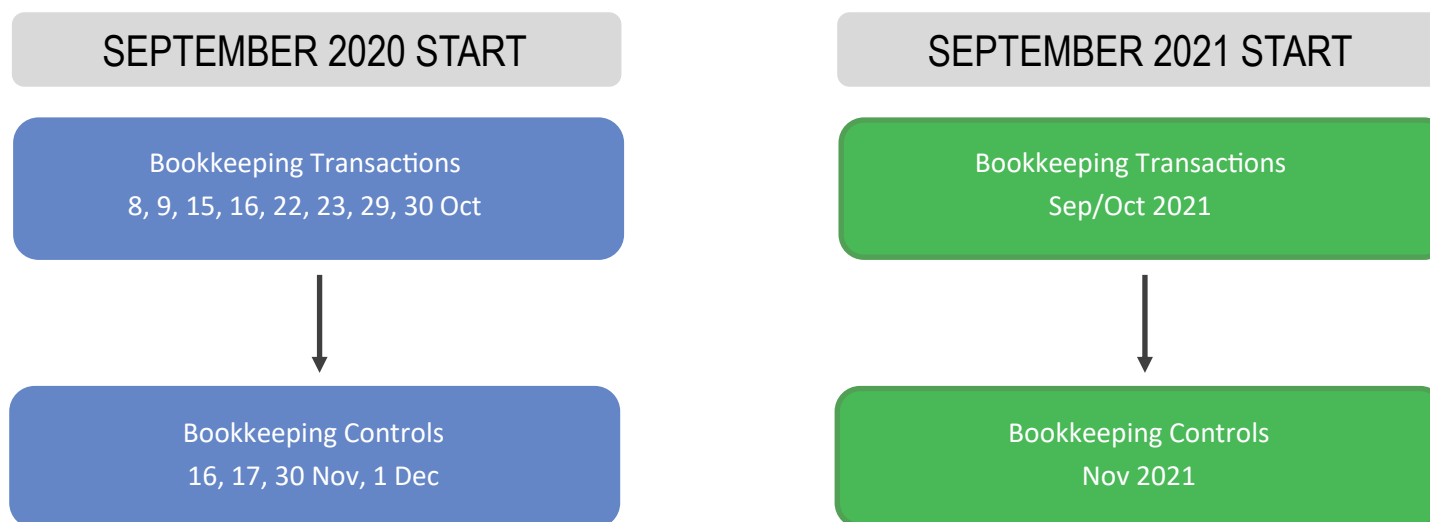 SEPTEMBER 2020 START
Bookkeeping Transactions
8, 9, 15, 16, 22, 23, 29, 30 Oct
Bookkeeping Controls
16, 17, 30 Nov, 1 Dec
SEPTEMBER 2021 START
Bookkeeping Transactions
Sep/Oct 2021
Bookkeeping Controls
Nov 2021